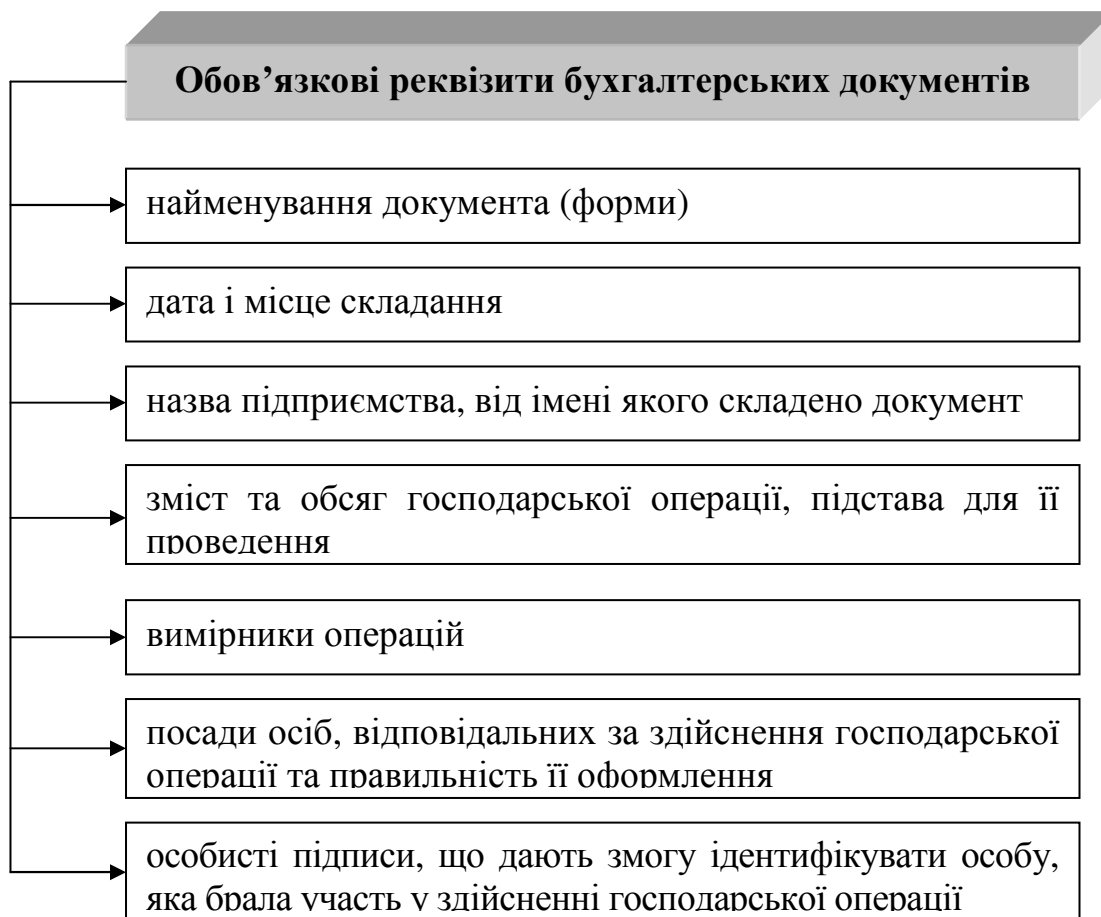 Обов’язкові реквізити бухгалтерських документів
найменування документа (форми)
дата і місце складання
назва підприємства, від імені якого складено документ
зміст та обсяг господарської операції, підстава для її
проведення
вимірники операцій
посади осіб, відповідальних за здійснення господарської
операції та правильність її оформлення
особисті підписи, що дають змогу ідентифікувати особу,
яка брала участь у здійсненні господарської операції